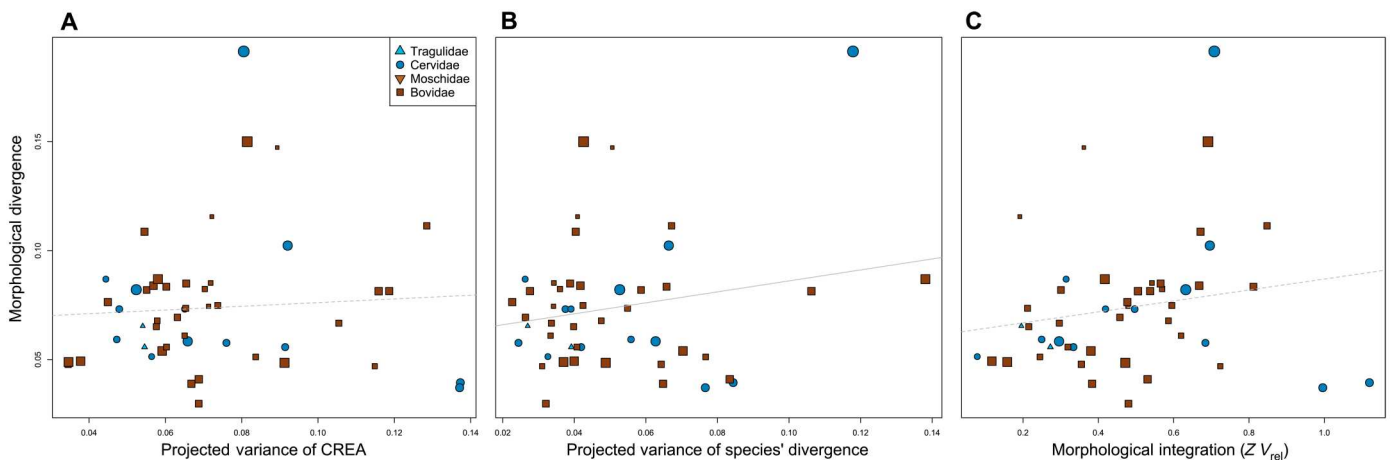 A
B
C
Tragulidae
Cervidae
Moschidae
Bovidae
Morphological divergence
0.15
0.10
0.05
0.04 0.06 0.08 0.10 0.12 0.14
0.02 0.04 0.06 0.08 0.10 0.12 0.14
0.2 0.4 0.6 0.8 1.0
Projected variance of CREA
Projected variance of species' divergence
Morphological integration (Z Vrel)